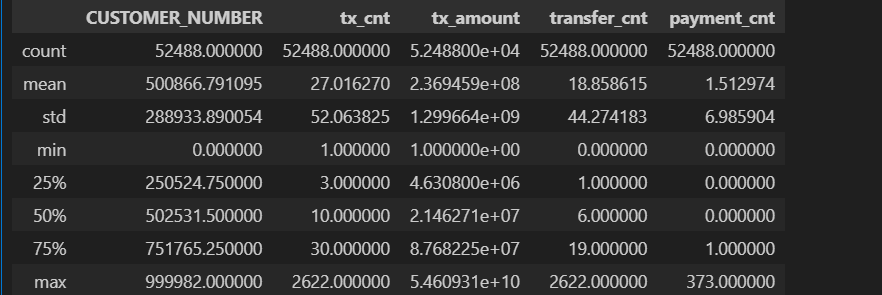 CUSTOMER_NUMBER tx_cnt tx_amount transfer_cnt payment_cnt
count 52488.000000 52488.000000 5.248800e+04 52488.000000 52488.000000
mean 500866.791095 27.016270 2.369459e+08 18.858615 1.512974
std 288933.890054 52.063825 1.299664e+09 44.274183 6.985904
min 0.000000 1.000000 1.000000e+00 0.000000 0.000000
25% 250524.750000 3.000000 4.630800e+06 1.000000 0.000000
50% 502531.500000 10.000000 2.146271e+07 6.000000 0.000000
75% 751765.250000 30.000000 8.768225e+07 19.000000 1.000000
max 999982.000000 2622.000000 5.460931e+10 2622.000000 373.000000